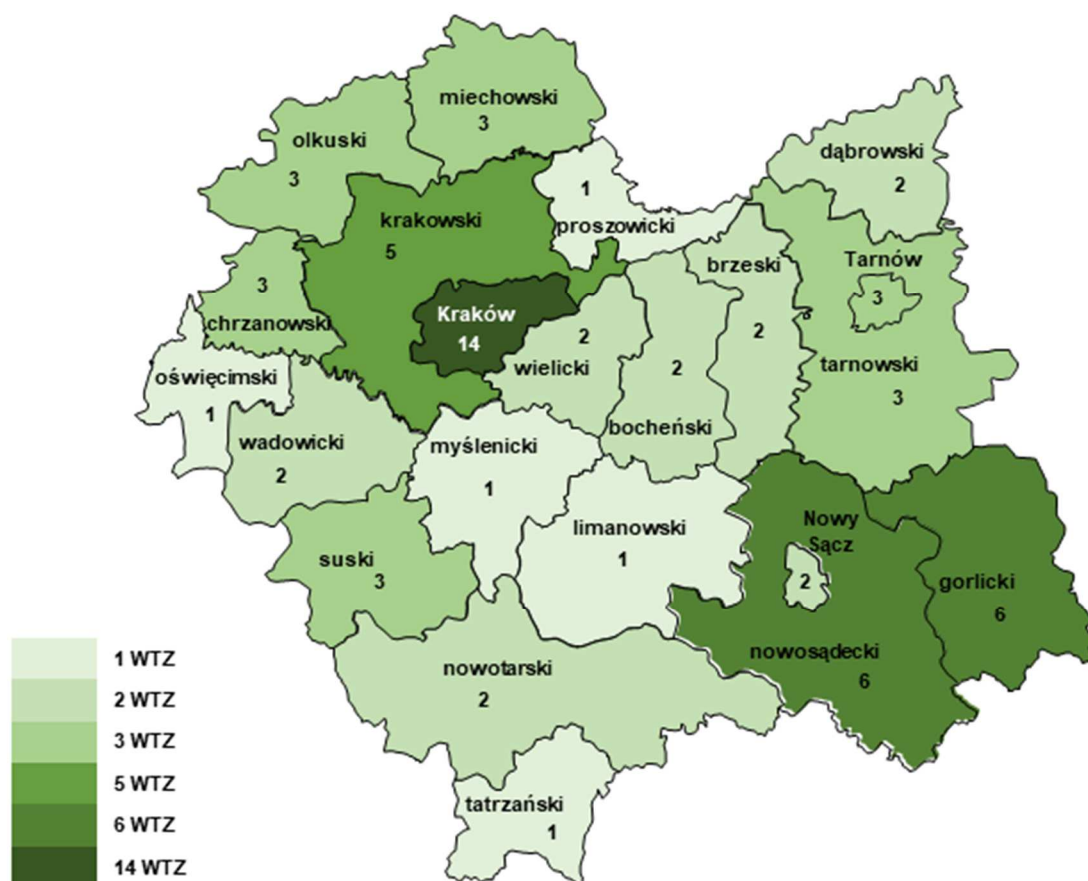 miechowski
3
olkuski
3
dąbrowski
2
krakowski
5
1
proszowicki
brzeski
2
Tarnów
3
chrzanowski
3
Kraków
14
wielicki
2
2
bocheński
tarnowski
3
oświęcimski
1
wadowicki
2
myślenicki
1
limanowski
1
Nowy
Sącz
2
suski
3
gorlicki
6
nowosądecki
6
nowotarski
2
tatrzański
1
1 WTZ
2 WTZ
3 WTZ
5 WTZ
6 WTZ
14 WTZ